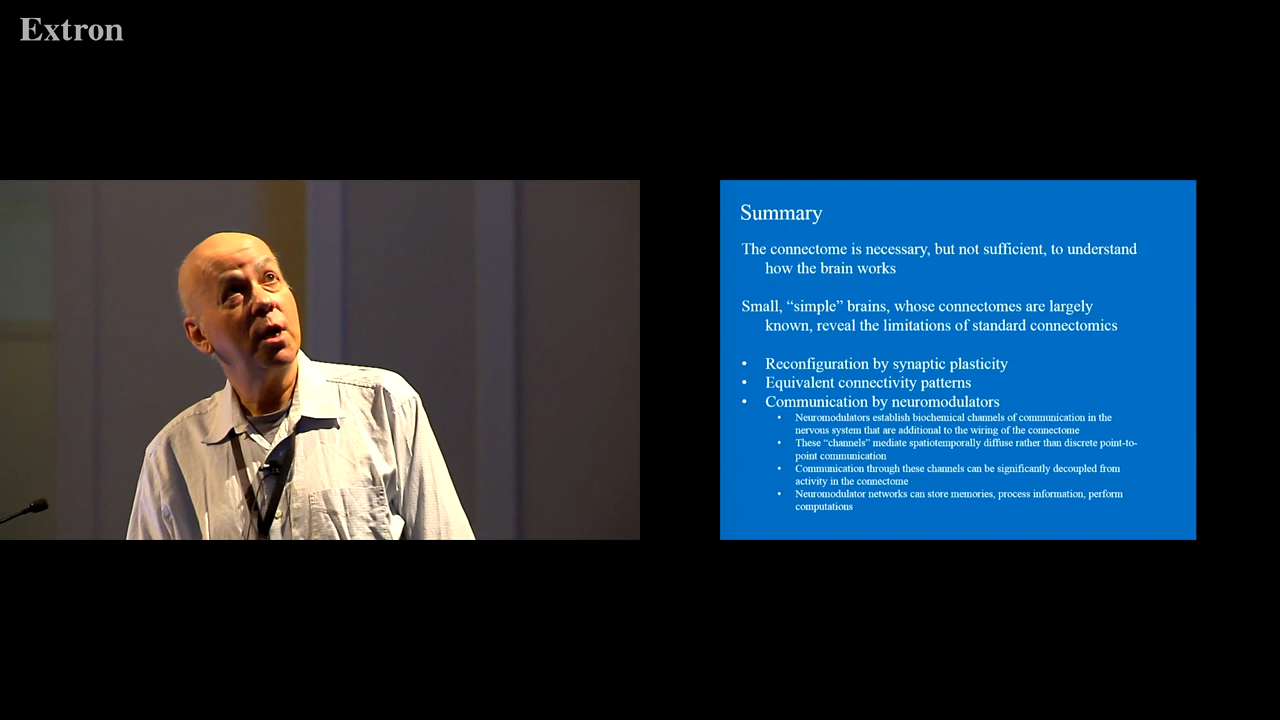 Extron
Summary
The connectome is necessary, but not sufficient, to understand
how the brain works
Small, “simple” brains, whose connectomes are largely
known, reveal the limitations of standard connectomics
• Reconfiguration by synaptic plasticity
• Equivalent connectivity patterns
• Communication by neuromodulators
• Neuromodulators establish biochemical channels of communication in the
nervous system that are additional to the wiring of the connectome
• These “channels” mediate spatiotemporally diffuse rather than discrete point-to-
point communication
• Communication through these channels can be significantly decoupled from
activity in the connectome
• Neuromodulator networks can store memories, process information, perform
computations